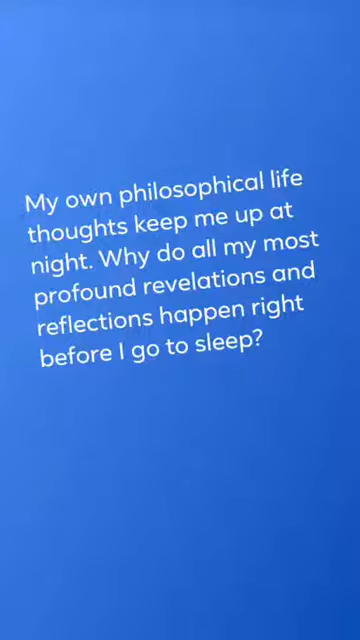 My own philosophical life
thoughts keep me up at
night. Why do all my most
profound revelations and
reflections happen right
before I go to sleep?